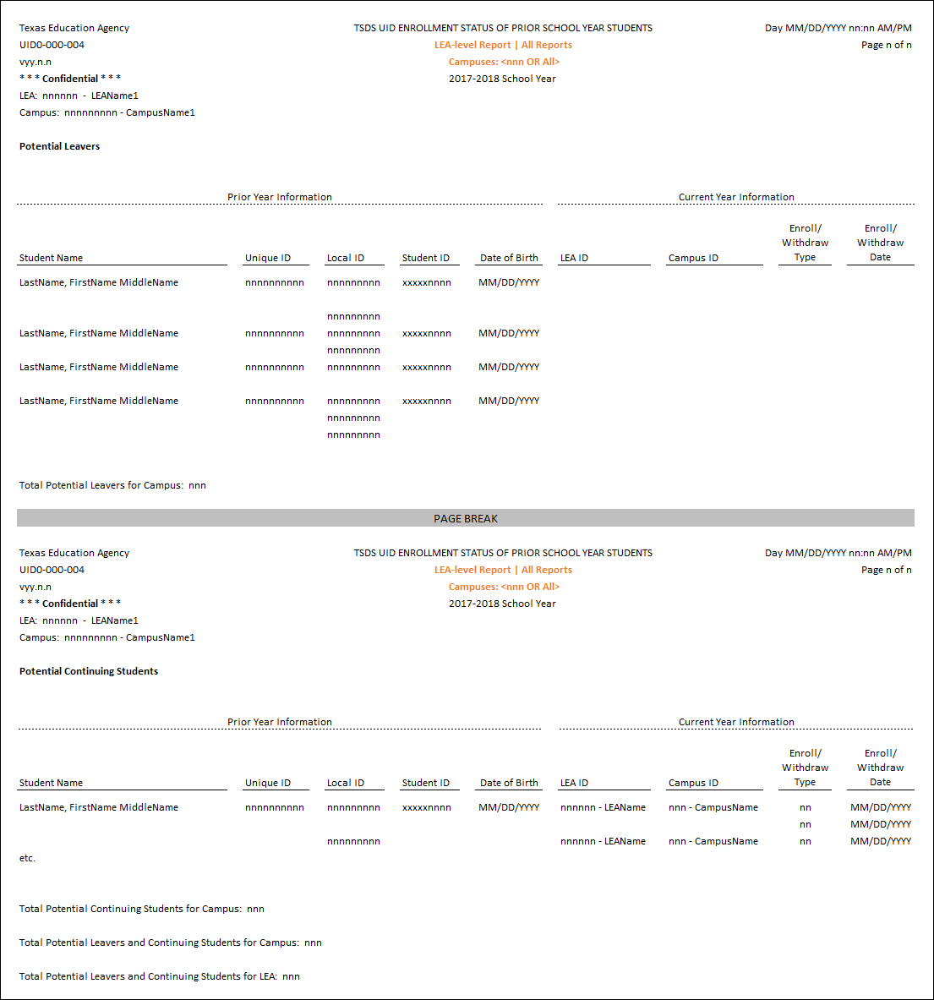 Texas Education Agency TSDS UID ENROLLMENT STATUS OF PRIOR SCHOOL YEAR STUDENTS Day MM/DD/YYYY nn:nn AM/PM
UID0-000-004 LEA-level Report | All Reports Page n of n
vyy.n.n Campuses: <nnn OR All>
* * * Confidential * * * 2017-2018 School Year
LEA: nnnnnn - LEAName1
Campus: nnnnnnnnn - CampusName1
Potential Leavers
Prior Year Information Current Year Information
Enroll/ Enroll/
Withdraw Withdraw
Student Name Unique ID Local ID Student ID Date of Birth LEA ID Campus ID Type Date
LastName, FirstName MiddleName nnnnnnnnnn nnnnnnnnn xxxxxnnnn MM/DD/YYYY
nnnnnnnnn
LastName, FirstName MiddleName nnnnnnnnnn nnnnnnnnn xxxxxnnnn MM/DD/YYYY
nnnnnnnnn
LastName, FirstName MiddleName nnnnnnnnnn nnnnnnnnn xxxxxnnnn MM/DD/YYYY
LastName, FirstName MiddleName nnnnnnnnnn nnnnnnnnn xxxxxnnnn MM/DD/YYYY
nnnnnnnnn
nnnnnnnnn
Total Potential Leavers for Campus: nnn
PAGE BREAK
Texas Education Agency TSDS UID ENROLLMENT STATUS OF PRIOR SCHOOL YEAR STUDENTS Day MM/DD/YYYY nn:nn AM/PM
UID0-000-004 LEA-level Report | All Reports Page n of n
vyy.n.n Campuses: <nnn OR All>
* * * Confidential * * * 2017-2018 School Year
LEA: nnnnnn - LEAName1
Campus: nnnnnnnnn - CampusName1
Potential Continuing Students
Prior Year Information Current Year Information
Enroll/ Enroll/
Withdraw Withdraw
Student Name Unique ID Local ID Student ID Date of Birth LEA ID Campus ID Type Date
LastName, FirstName MiddleName nnnnnnnnnn nnnnnnnnn xxxxxnnnn MM/DD/YYYY nnnnnn - LEAName nnn - CampusName nn MM/DD/YYYY
nn MM/DD/YYYY
nnnnnnnnn nnnnnn - LEAName nnn - CampusName nn MM/DD/YYYY
etc.
Total Potential Continuing Students for Campus: nnn
Total Potential Leavers and Continuing Students for Campus: nnn
Total Potential Leavers and Continuing Students for LEA: nnn